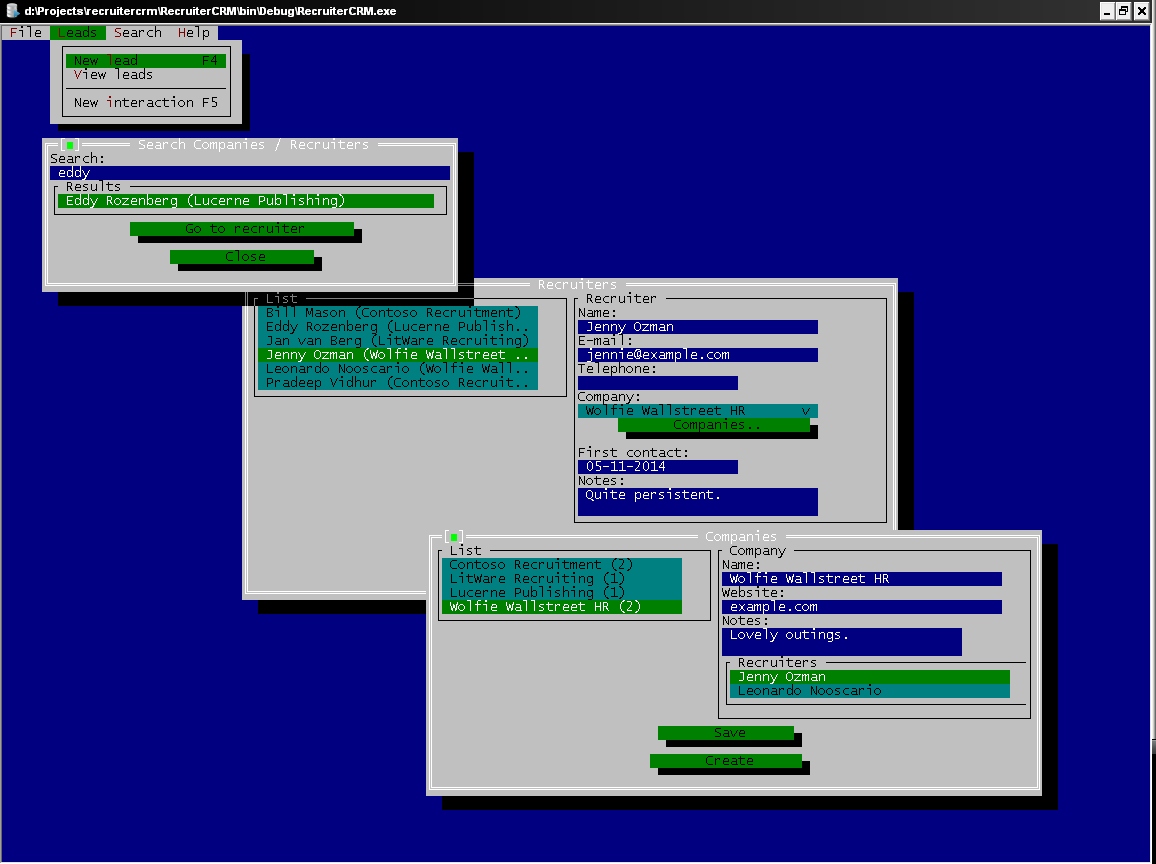 d:\Projects\recruitercrm\RecruiterCRM\bin\Debug\RecruiterCRM.exe
File Leads Search Help
New lead F4
View leads
New interaction F5
Search Companies / Recruiters
Search:
eddy
Results
Eddy Rozenberg (Lucerne Publishing)
Go to recruiter
Close
Recruiters
List
Bill Mason (Contoso Recruitment)
Eddy Rozenberg (Lucerne Publish..
Jan van Berg (LitWare Recruiting)
Jenny Ozman (Wolfie Wallstreet ..
Leonardo Nooscario (Wolfie Wall..
Pradeep Vidhur (Contoso Recruit..
Recruiter
Name:
Jenny Ozman
E-mail:
jennie@example.com
Telephone:
Company:
Wolfie Wallstreet HR v
Companies..
First contact:
05-11-2014
Notes:
Quite persistent.
Companies
List
Contoso Recruitment (2)
LitWare Recruiting (1)
Lucerne Publishing (1)
Wolfie Wallstreet HR (2)
Company
Name:
Wolfie Wallstreet HR
Website:
example.com
Notes:
Lovely outings.
Recruiters
Jenny Ozman
Leonardo Nooscario
Save
Create